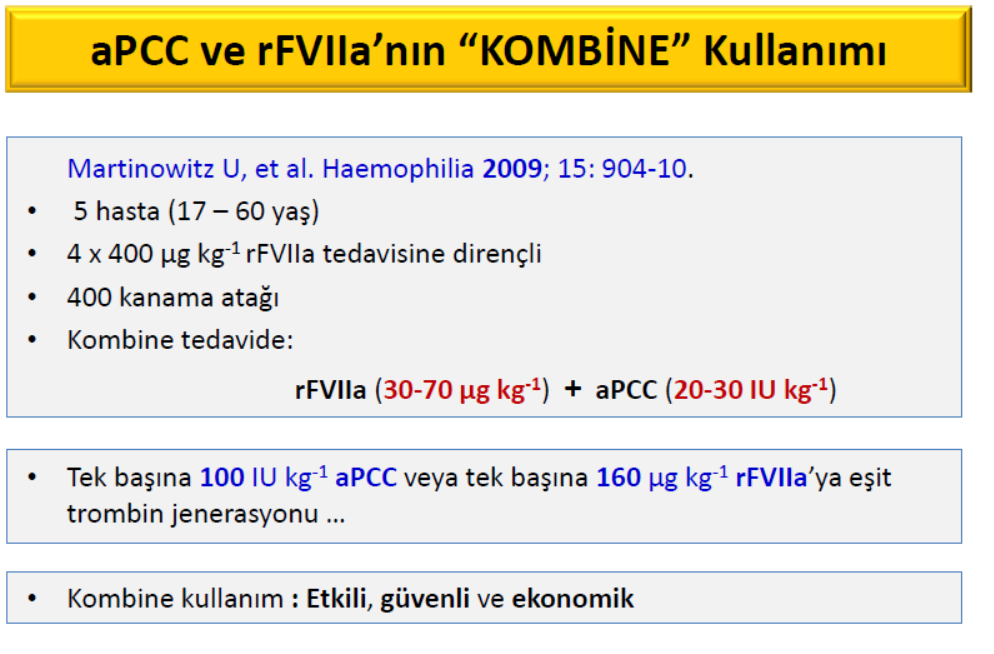 aPCC ve rFVIIa’nın “KOMBİNE” Kullanımı
Martinowitz U, et al. Haemophilia 2009; 15: 904-10.
• 5 hasta (17 – 60 yaş)
• 4 x 400 µg kg⁻¹ rFVIIa tedavisine dirençli
• 400 kanama atağı
• Kombine tedavide:
rFVIIa (30-70 µg kg⁻¹) + aPCC (20-30 IU kg⁻¹)
• Tek başına 100 IU kg⁻¹ aPCC veya tek başına 160 µg kg⁻¹ rFVIIa’ya eşit
trombin jenerasyonu ...
• Kombine kullanım : Etkili, güvenli ve ekonomik